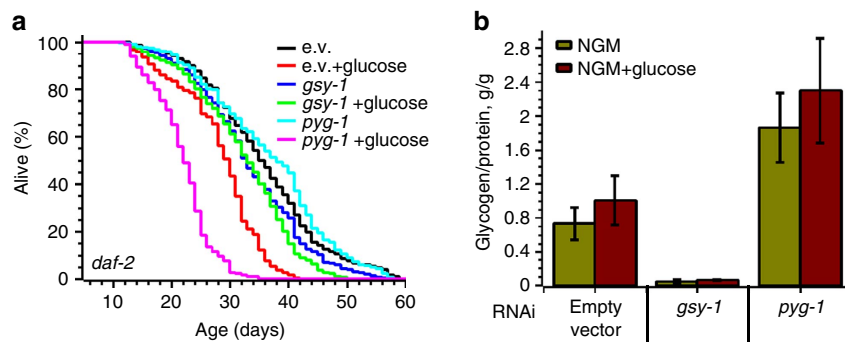 a
100
80
60
40
20
0
Alive (%)
e.v.
e.v.+glucose
gsy-1
gsy-1 +glucose
pyg-1
pyg-1 +glucose
daf-2
10 20 30 40 50 60
Age (days)
b
NGM
NGM+glucose
2.8
2.4
2
1.6
1.2
0.8
0.4
0
Glycogen/protein, g/g
RNAi
Empty
vector
gsy-1
pyg-1